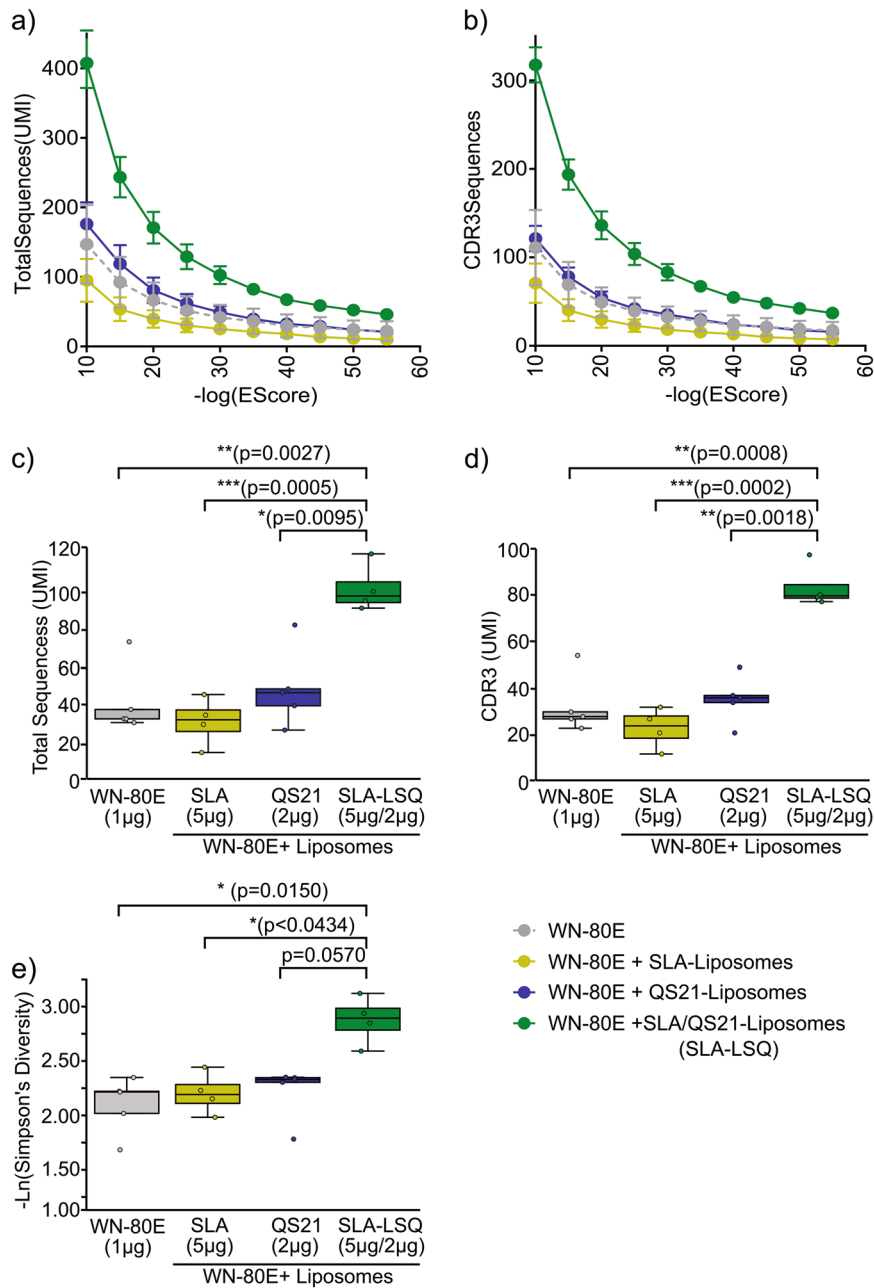 a)
TotalSequences(UMI)
400
300
200
100
0
10
20
30
40
50
60
-log(EScore)
b)
CDR3Sequences
300
200
100
0
10
20
30
40
50
60
-log(EScore)
c)
**(p=0.0027)
***(p=0.0005)
*(p=0.0095)
Total Sequencess (UMI)
120
100
80
60
40
20
0
WN-80E
(1µg)
SLA
(5µg)
QS21
(2µg)
SLA-LSQ
(5µg/2µg)
WN-80E+ Liposomes
d)
**(p=0.0008)
***(p=0.0002)
**(p=0.0018)
CDR3 (UMI)
100
80
60
40
20
0
WN-80E
(1µg)
SLA
(5µg)
QS21
(2µg)
SLA-LSQ
(5µg/2µg)
WN-80E+ Liposomes
e)
* (p=0.0150)
*(p<0.0434)
p=0.0570
-Ln(Simpson's Diversity)
3.00
2.50
2.00
1.50
1.00
WN-80E
(1µg)
SLA
(5µg)
QS21
(2µg)
SLA-LSQ
(5µg/2µg)
WN-80E+ Liposomes
WN-80E
WN-80E + SLA-Liposomes
WN-80E + QS21-Liposomes
WN-80E +SLA/QS21-Liposomes
(SLA-LSQ)